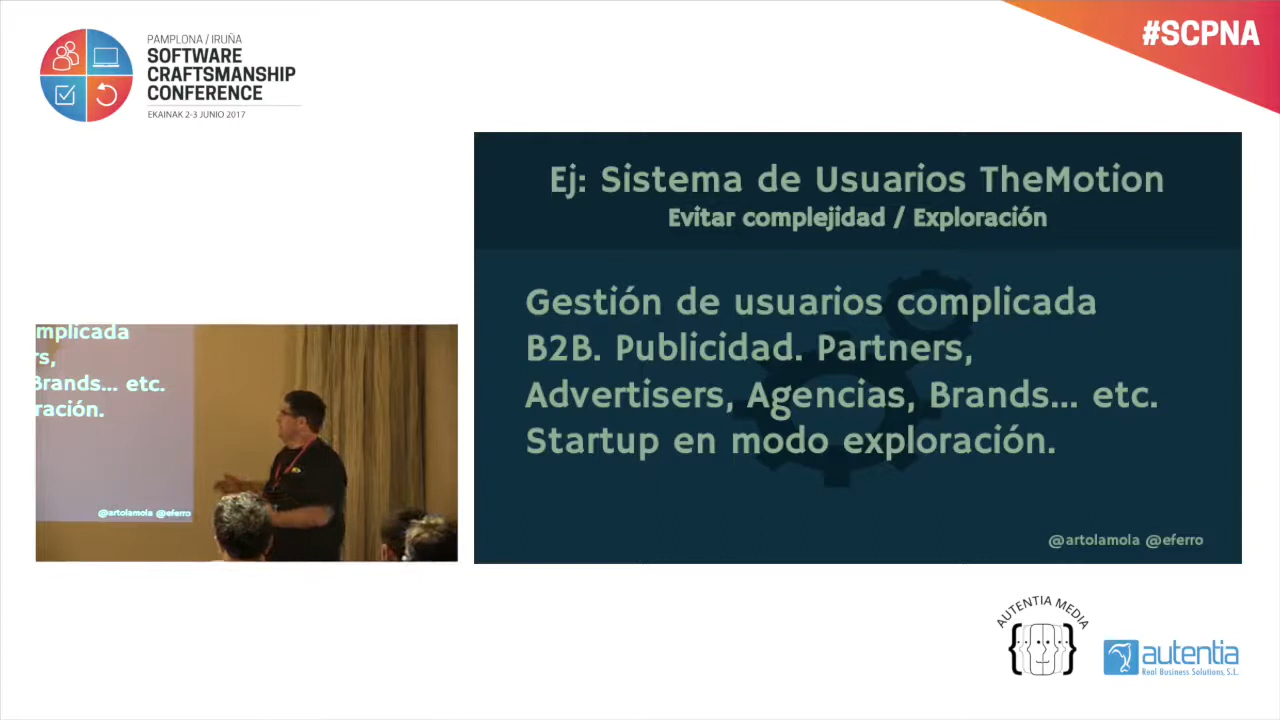 PAMPLONA / IRUÑA
SOFTWARE
CRAFTSMANSHIP
CONFERENCE
EKAINAK 2-3 JUNIO 2017
#SCPNA
Ej: Sistema de Usuarios TheMotion
Evitar complejidad / Exploración
Gestión de usuarios complicada
B2B. Publicidad. Partners,
Advertisers, Agencias, Brands... etc.
Startup en modo exploración.
@artolamola @eferro
mplicada
rs,
Brands... etc.
ración.
@artolamola @eferro
AUTENTIA MEDIA
autentia
Real Business Solutions, S.L.